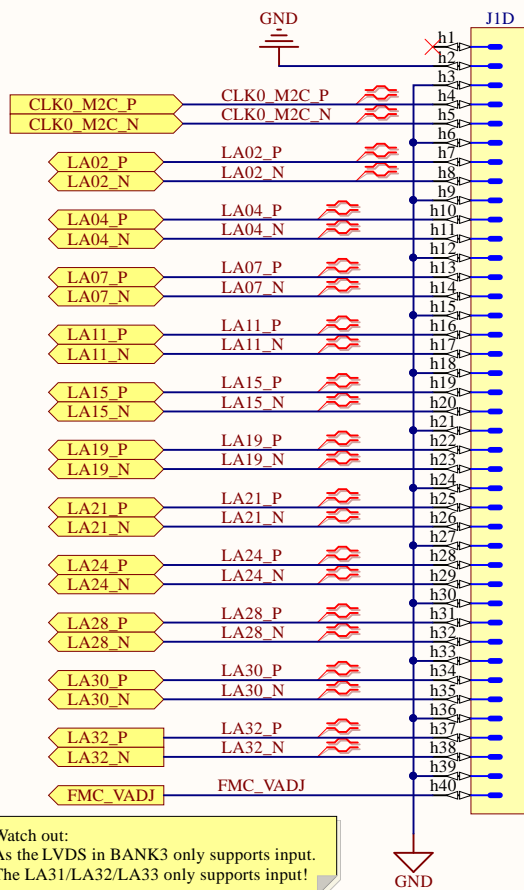 GND
J1D
h1
h2
h3
CLK0_M2C_P CLK0_M2C_P h4
CLK0_M2C_N CLK0_M2C_N h5
h6
LA02_P LA02_P h7
LA02_N LA02_N h8
h9
LA04_P LA04_P h10
LA04_N LA04_N h11
h12
LA07_P LA07_P h13
LA07_N LA07_N h14
h15
LA11_P LA11_P h16
LA11_N LA11_N h17
h18
LA15_P LA15_P h19
LA15_N LA15_N h20
h21
LA19_P LA19_P h22
LA19_N LA19_N h23
h24
LA21_P LA21_P h25
LA21_N LA21_N h26
h27
LA24_P LA24_P h28
LA24_N LA24_N h29
h30
LA28_P LA28_P h31
LA28_N LA28_N h32
h33
LA30_P LA30_P h34
LA30_N LA30_N h35
h36
LA32_P LA32_P h37
LA32_N LA32_N h38
h39
FMC_VADJ FMC_VADJ h40
Watch out:
As the LVDS in BANK3 only supports input.
The LA31/LA32/LA33 only supports input!
GND